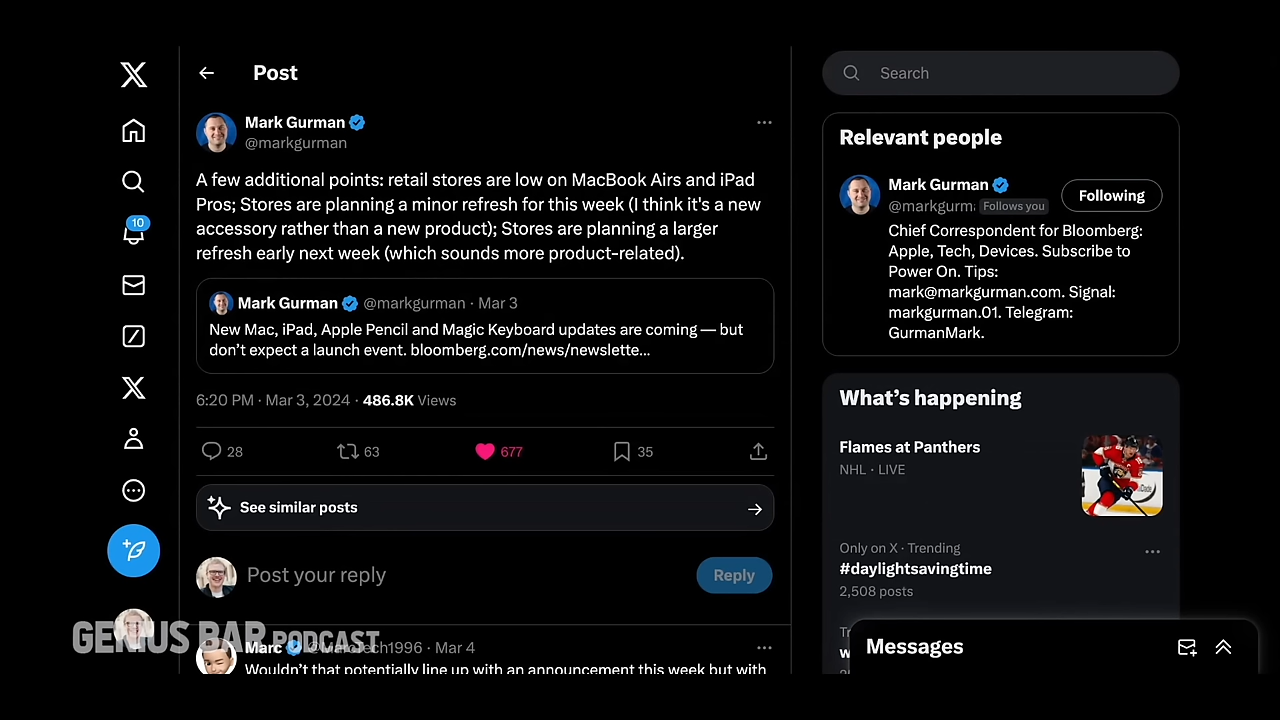 Post
Mark Gurman
@markgurman
A few additional points: retail stores are low on MacBook Airs and iPad
Pros; Stores are planning a minor refresh for this week (I think it's a new
accessory rather than a new product); Stores are planning a larger
refresh early next week (which sounds more product-related).
Mark Gurman @markgurman · Mar 3
New Mac, iPad, Apple Pencil and Magic Keyboard updates are coming — but
don’t expect a launch event. bloomberg.com/news/newslette...
6:20 PM · Mar 3, 2024 · 486.8K Views
28 63 677 35
See similar posts
Post your reply
Reply
Marc @MarcTech1996 · Mar 4
Wouldn’t that potentially line up with an announcement this week but with
10
GENIUS BAR PODCAST
Search
Relevant people
Mark Gurman
@markgurm Follows you
Following
Chief Correspondent for Bloomberg:
Apple, Tech, Devices. Subscribe to
Power On. Tips:
mark@markgurman.com. Signal:
markgurman.01. Telegram:
GurmanMark.
What’s happening
Flames at Panthers
NHL · LIVE
Only on X · Trending
#daylightsavingtime
2,508 posts
Messages